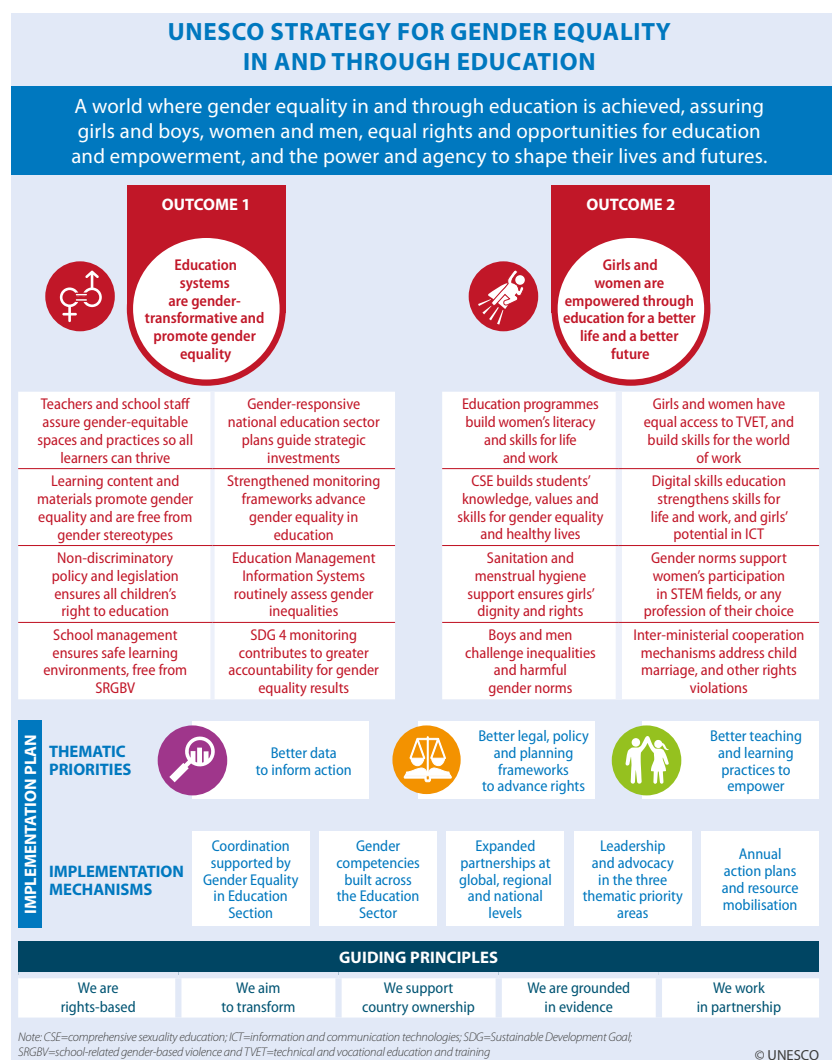 UNESCO STRATEGY FOR GENDER EQUALITY
IN AND THROUGH EDUCATION
A world where gender equality in and through education is achieved, assuring
girls and boys, women and men, equal rights and opportunities for education
and empowerment, and the power and agency to shape their lives and futures.
OUTCOME 1
Education
systems
are gender-
transformative and
promote gender
equality
OUTCOME 2
Girls and
women are
empowered through
education for a better
life and a better
future
Teachers and school staff
assure gender-equitable
spaces and practices so all
learners can thrive
Gender-responsive
national education sector
plans guide strategic
investments
Learning content and
materials promote gender
equality and are free from
gender stereotypes
Strengthened monitoring
frameworks advance
gender equality in
education
Non-discriminatory
policy and legislation
ensures all children's
right to education
Education Management
Information Systems
routinely assess gender
inequalities
School management
ensures safe learning
environments, free from
SRGBV
SDG 4 monitoring
contributes to greater
accountability for gender
equality results
Education programmes
build women's literacy
and skills for life
and work
Girls and women have
equal access to TVET, and
build skills for the world
of work
CSE builds students'
knowledge, values and
skills for gender equality
and healthy lives
Digital skills education
strengthens skills for
life and work, and girls'
potential in ICT
Sanitation and
menstrual hygiene
support ensures girls'
dignity and rights
Gender norms support
women's participation
in STEM fields, or any
profession of their choice
Boys and men
challenge inequalities
and harmful
gender norms
Inter-ministerial cooperation
mechanisms address child
marriage, and other rights
violations
IMPLEMENTATION PLAN
THEMATIC
PRIORITIES
Better data
to inform action
Better legal, policy
and planning
frameworks
to advance rights
Better teaching
and learning
practices to
empower
IMPLEMENTATION
MECHANISMS
Coordination
supported by
Gender Equality
in Education
Section
Gender
competencies
built across
the Education
Sector
Expanded
partnerships at
global, regional
and national
levels
Leadership
and advocacy
in the three
thematic priority
areas
Annual
action plans
and resource
mobilisation
GUIDING PRINCIPLES
We are
rights-based
We aim
to transform
We support
country ownership
We are grounded
in evidence
We work
in partnership
Note: CSE=comprehensive sexuality education; ICT=information and communication technologies; SDG=Sustainable Development Goal;
SRGBV=school-related gender-based violence and TVET=technical and vocational education and training
© UNESCO